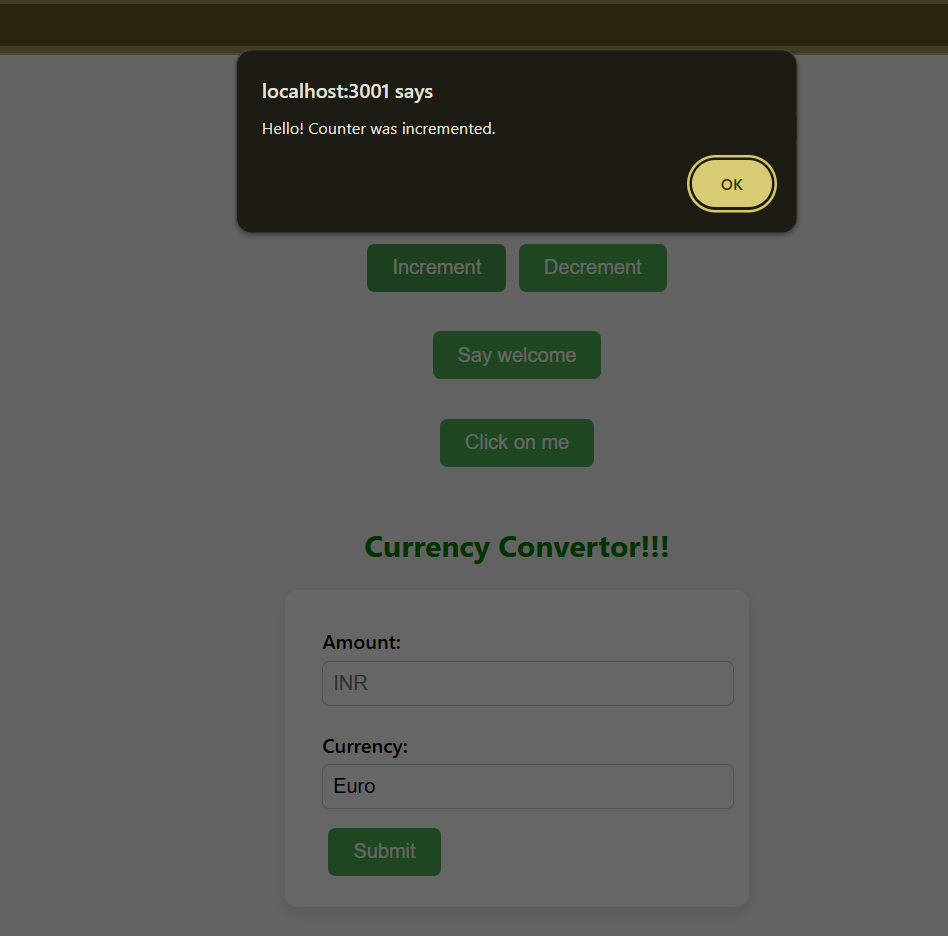 localhost:3001 says
Hello! Counter was incremented.
OK
Increment Decrement
Say welcome
Click on me
Currency Convertor!!!
Amount:
INR
Currency:
Euro
Submit